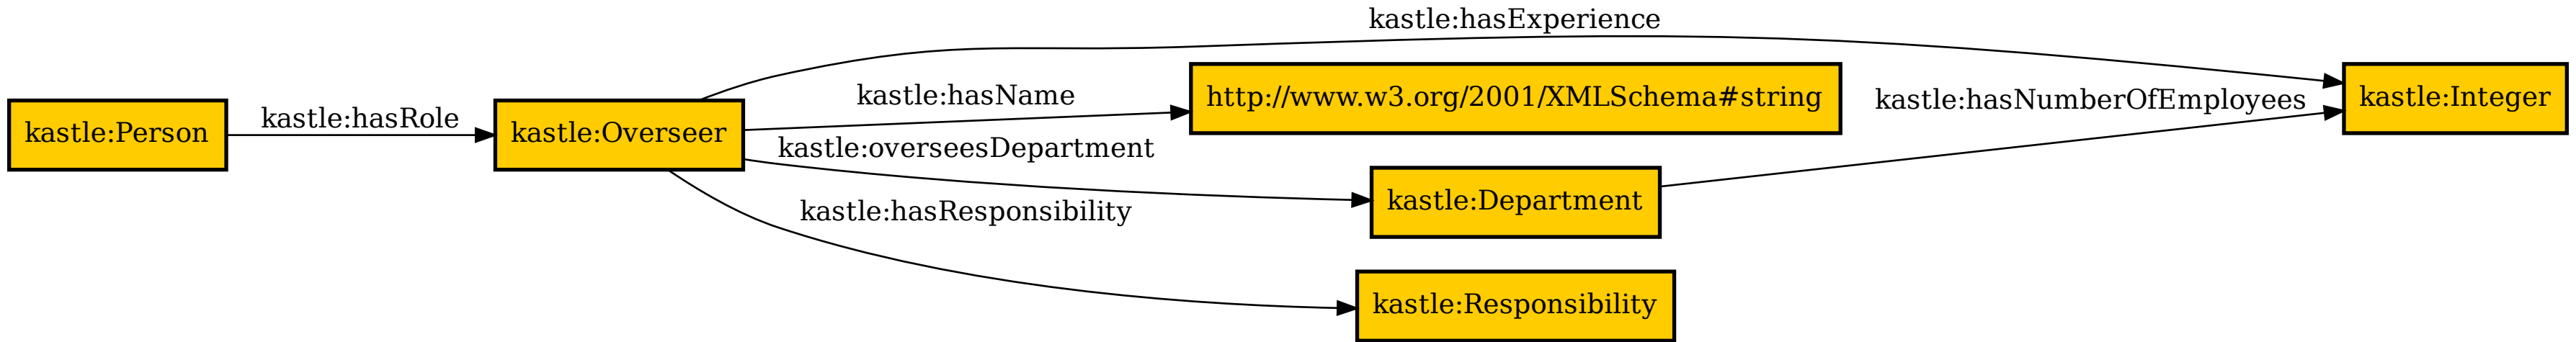 kastle:hasExperience
kastle:Person
kastle:hasRole
kastle:Overseer
kastle:hasName
http://www.w3.org/2001/XMLSchema#string
kastle:hasNumberOfEmployees
kastle:Integer
kastle:overseesDepartment
kastle:Department
kastle:hasResponsibility
kastle:Responsibility